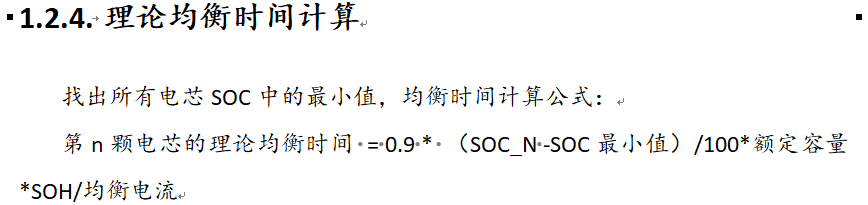 1.2.4. 理论均衡时间计算
找出所有电芯 SOC 中的最小值，均衡时间计算公式：
第 n 颗电芯的理论均衡时间 = 0.9 * （SOC_N -SOC 最小值）/100*额定容量
*SOH/均衡电流